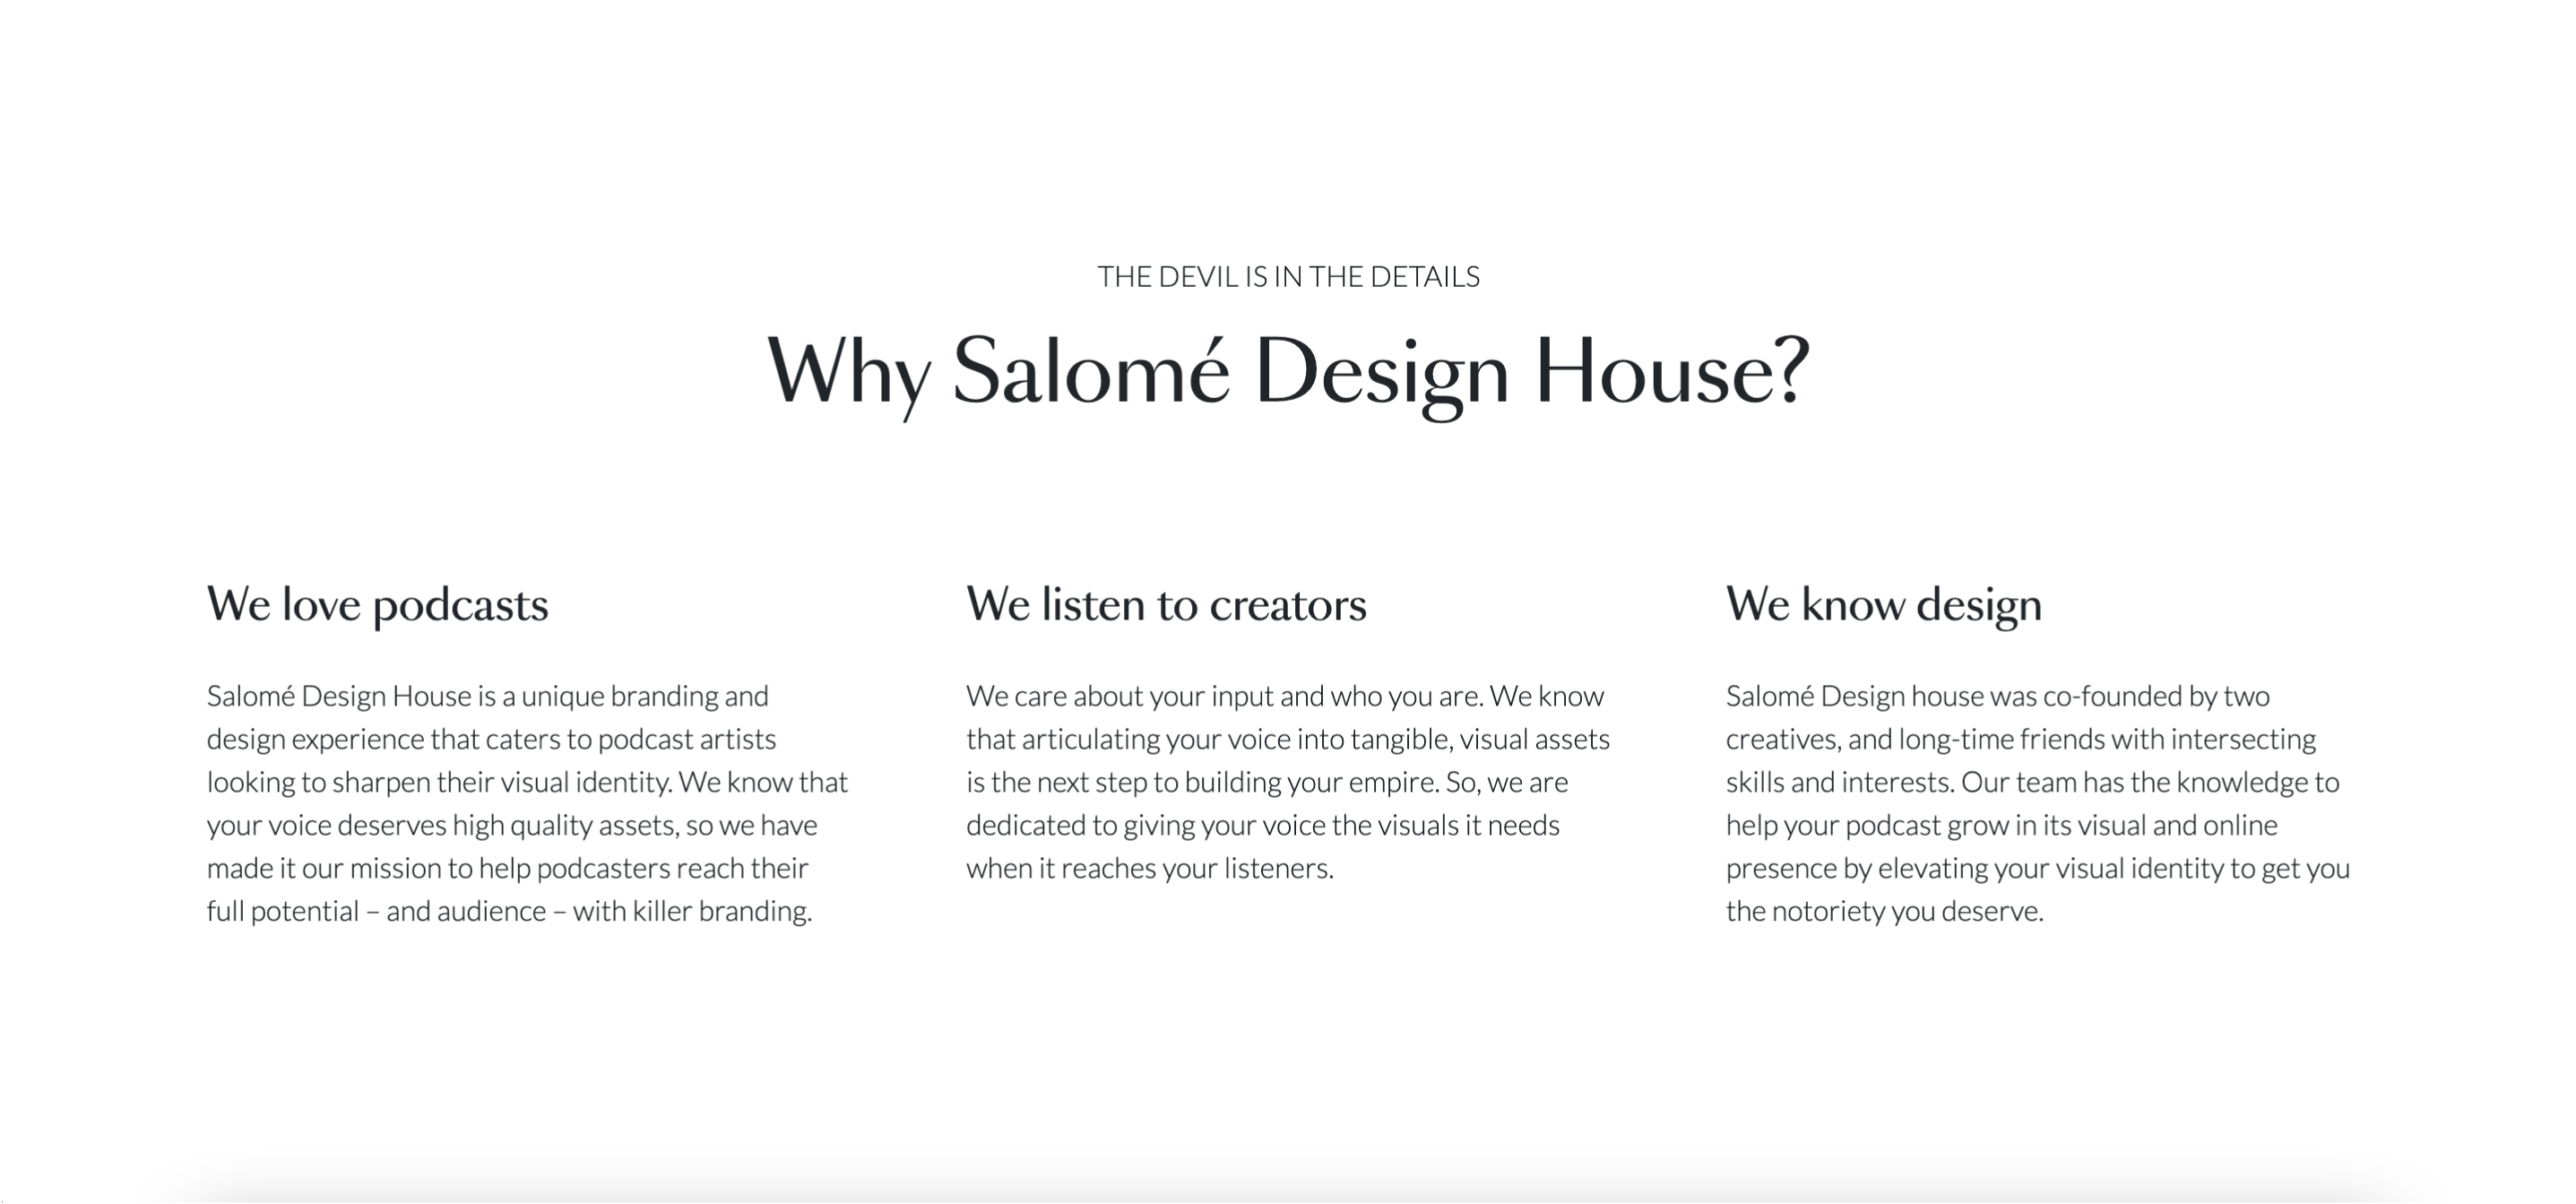 THE DEVIL IS IN THE DETAILS
Why Salomé Design House?
We love podcasts
Salomé Design House is a unique branding and
design experience that caters to podcast artists
looking to sharpen their visual identity. We know that
your voice deserves high quality assets, so we have
made it our mission to help podcasters reach their
full potential – and audience – with killer branding.
We listen to creators
We care about your input and who you are. We know
that articulating your voice into tangible, visual assets
is the next step to building your empire. So, we are
dedicated to giving your voice the visuals it needs
when it reaches your listeners.
We know design
Salomé Design house was co-founded by two
creatives, and long-time friends with intersecting
skills and interests. Our team has the knowledge to
help your podcast grow in its visual and online
presence by elevating your visual identity to get you
the notoriety you deserve.